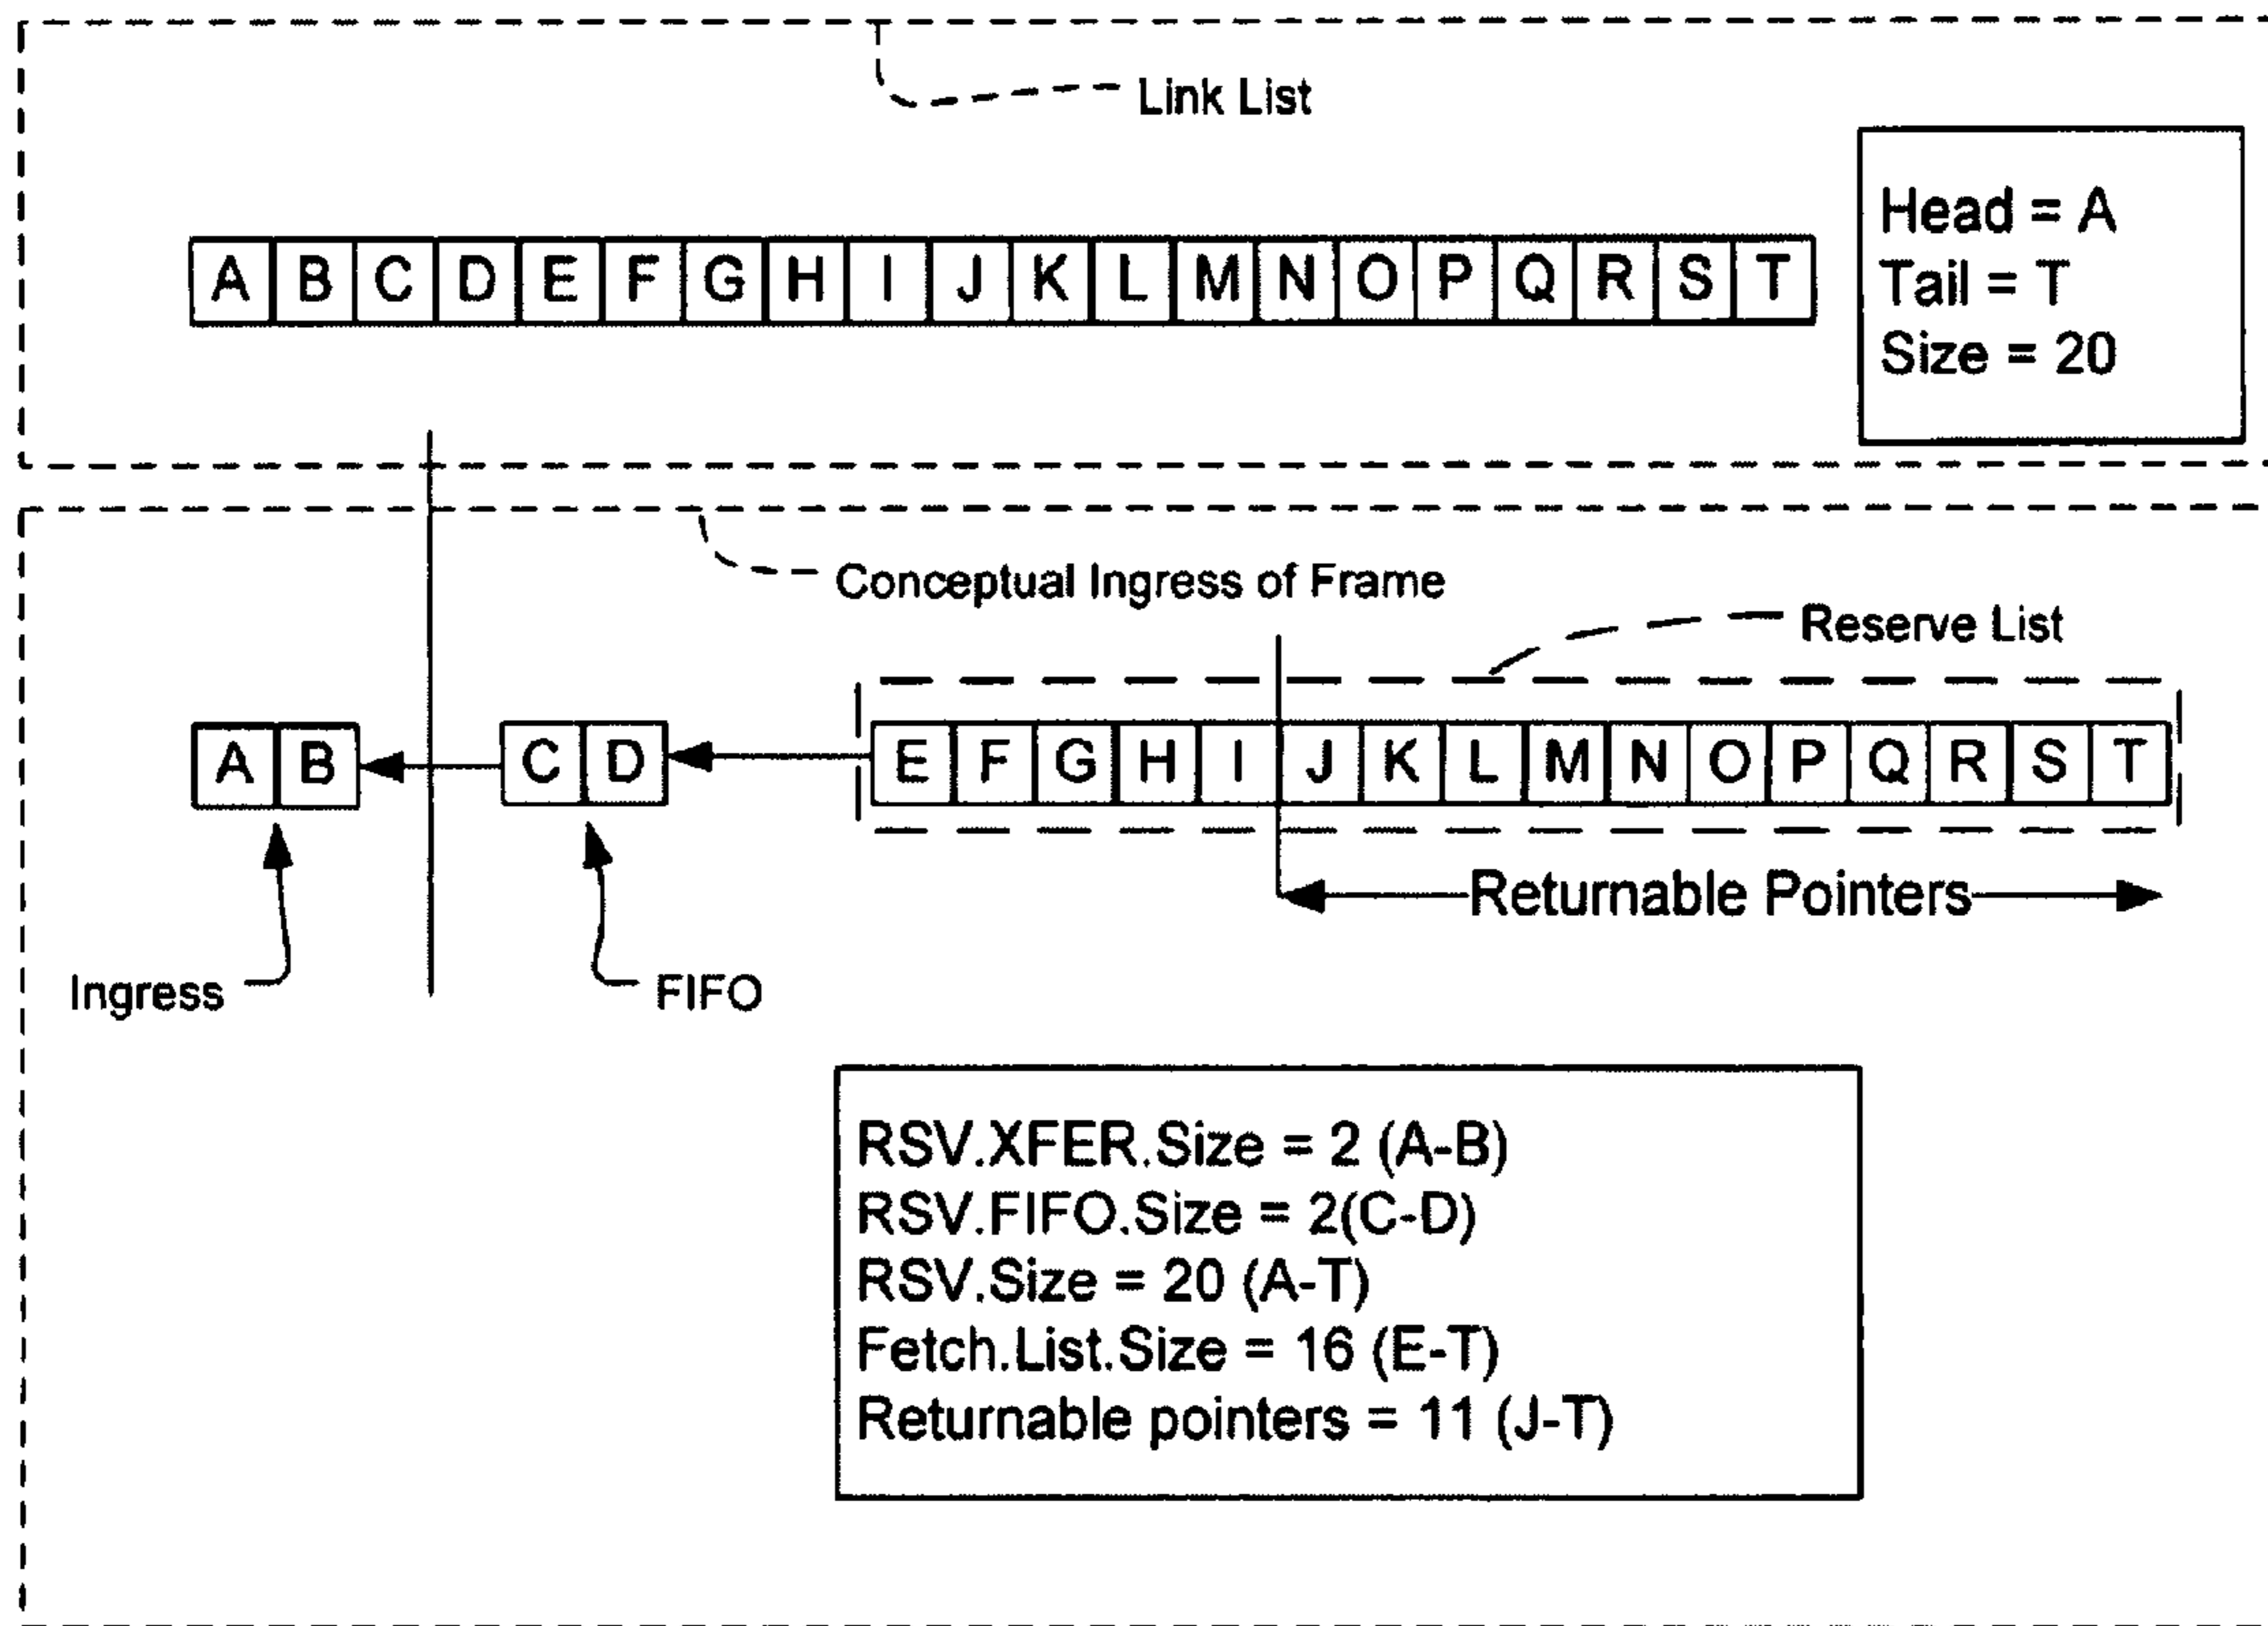 Link List
Head = A
Tail = T
Size = 20
A B C D E F G H I J K L M N O P Q R S T
Conceptual Ingress of Frame
Reserve List
A B
C D
E F G H I J K L M N O P Q R S T
Returnable Pointers
Ingress
FIFO
RSV.XFER.Size = 2 (A-B)
RSV.FIFO.Size = 2(C-D)
RSV.Size = 20 (A-T)
Fetch.List.Size = 16 (E-T)
Returnable pointers = 11 (J-T)